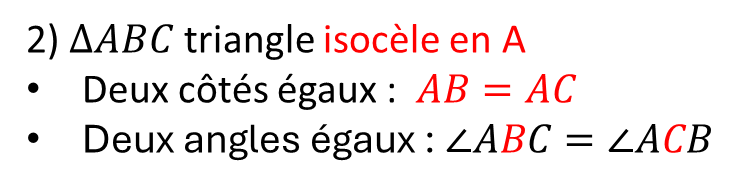 2) ΔABC triangle isocèle en A
• Deux côtés égaux : AB = AC
• Deux angles égaux : ∠ABC = ∠ACB